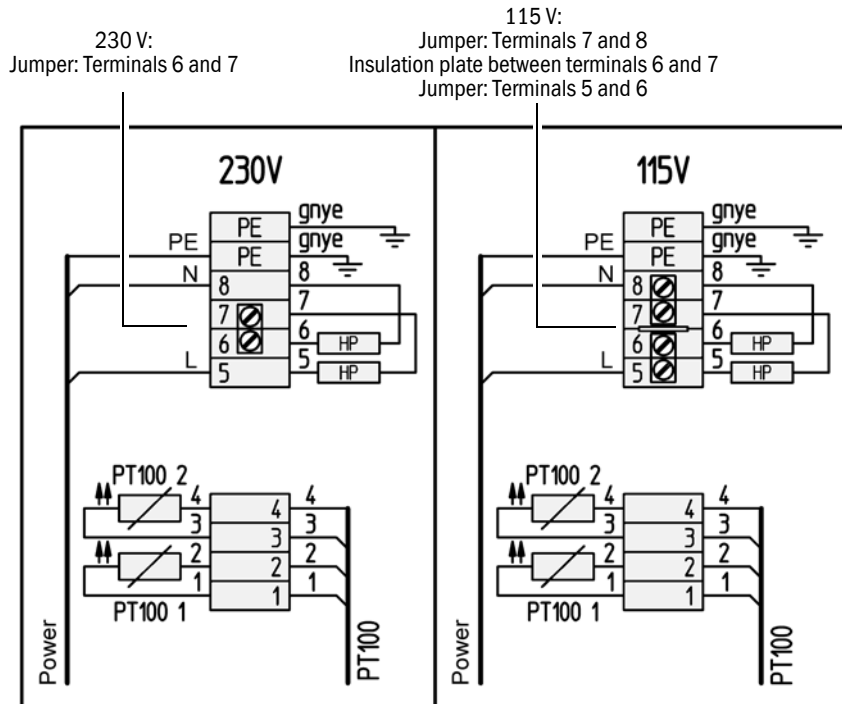 230 V:
Jumper: Terminals 6 and 7
115 V:
Jumper: Terminals 7 and 8
Insulation plate between terminals 6 and 7
Jumper: Terminals 5 and 6
230V
PE gnye
PE PE gnye
N 8 8
7 7
6 6 HP
L 5 5 HP
PT100 2
4 4 4
3 3 3
2 2 2
1 1 1
PT100 1
Power
PT100
115V
PE gnye
PE PE gnye
N 8 8
7 7
6 6 HP
L 5 5 HP
PT100 2
4 4 4
3 3 3
2 2 2
1 1 1
PT100 1
Power
PT100